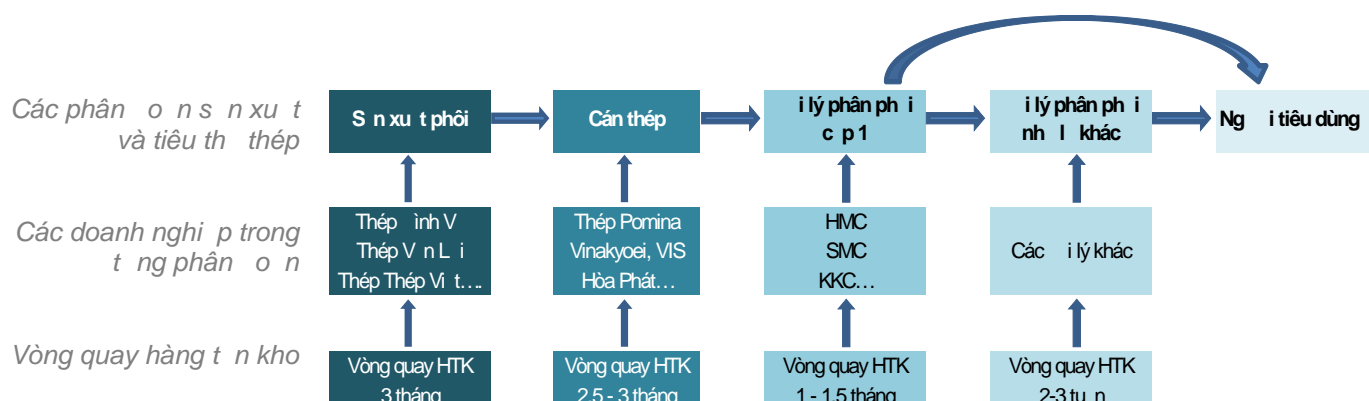 Các phân o n s n xu t
và tiêu th thép
S n xu t phôi
Cán thép
i lý phân ph i
c p 1
i lý phân ph i
nh l khác
Ng i tiêu dùng
Các doanh nghi p trong
t ng phân o n
Thép ình V
Thép V n L i
Thép Thép Vi t….
Thép Pomina
Vinakyoei, VIS
Hòa Phát…
HMC
SMC
KKC…
Các i lý khác
Vòng quay hàng t n kho
Vòng quay HTK
3 tháng
Vòng quay HTK
2.5 - 3 tháng
Vòng quay HTK
1 - 1.5 tháng
Vòng quay HTK
2-3 tu n